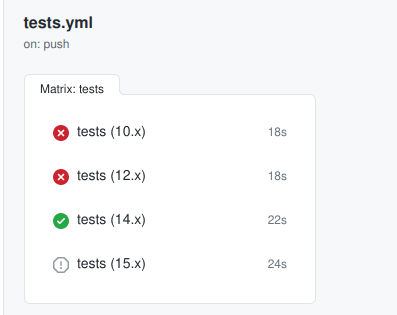 tests.yml
on: push
Matrix: tests
tests (10.x) 18s
tests (12.x) 18s
tests (14.x) 22s
tests (15.x) 24s